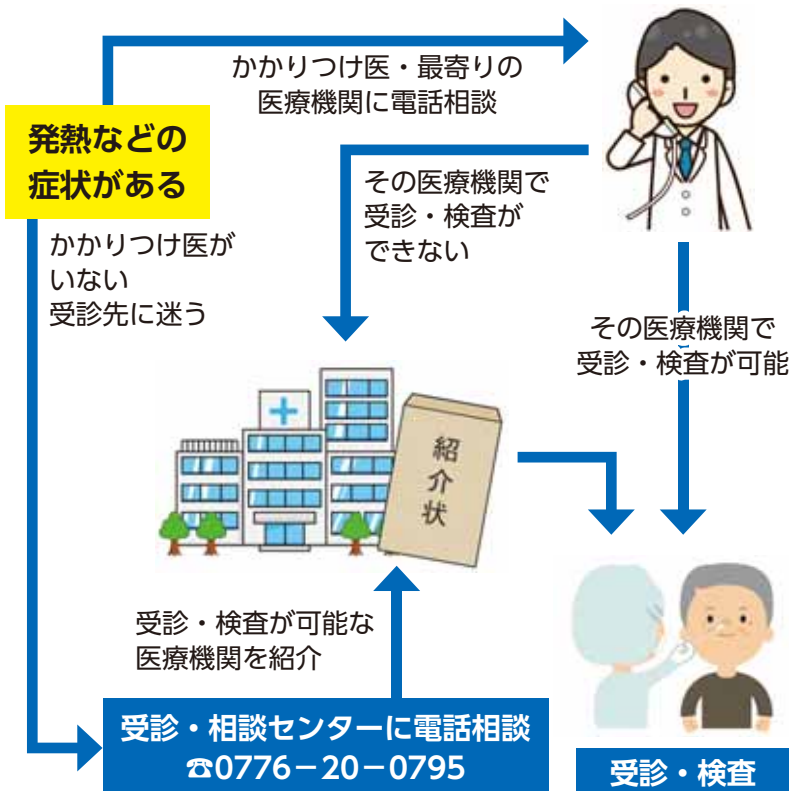 発熱などの
症状がある
かかりつけ医・最寄りの
医療機関に電話相談
その医療機関で
受診・検査が
できない
その医療機関で
受診・検査が可能
かかりつけ医が
いない
受診先に迷う
紹介状
受診・検査が可能な
医療機関を紹介
受診・相談センターに電話相談
☎0776−20−0795
受診・検査